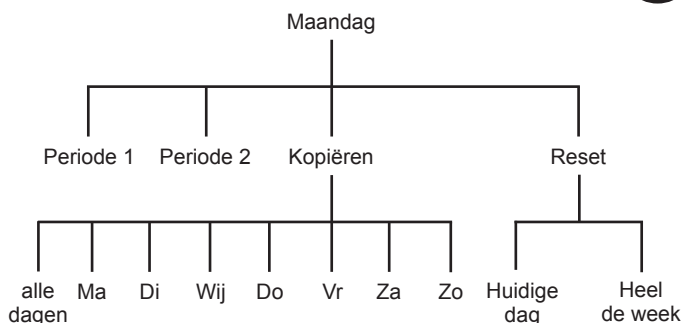 Maandag
Periode 1 Periode 2 Kopiëren Reset
alle dagen Ma Di Wij Do Vr Za Zo Huidige dag Heel de week